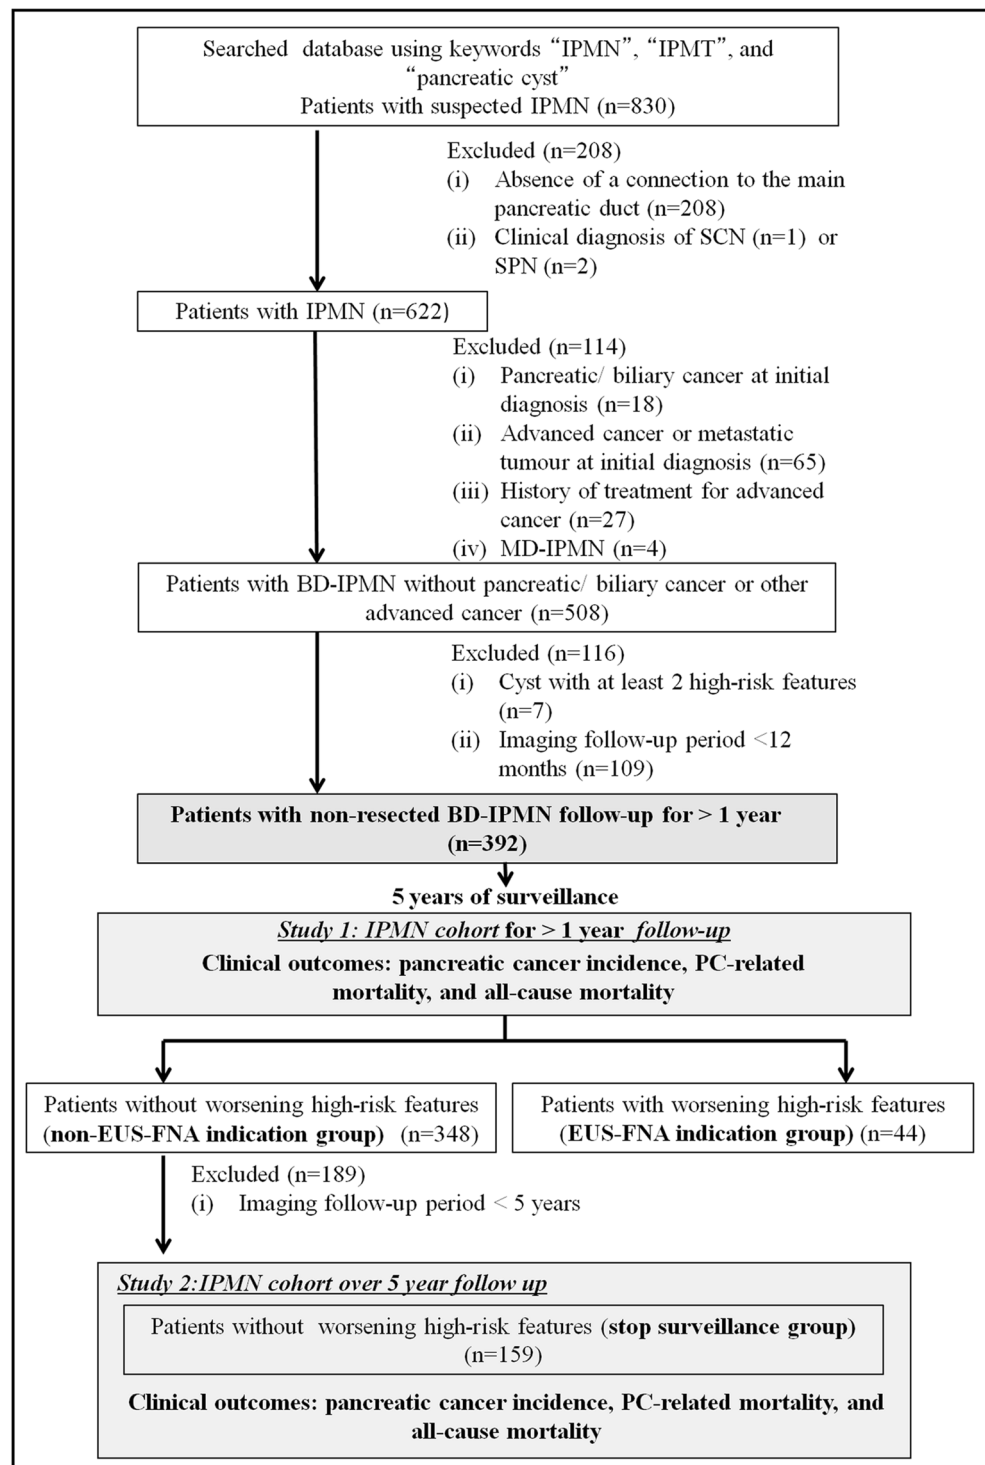 Searched database using keywords “IPMN”, “IPMT”, and
“pancreatic cyst”
Patients with suspected IPMN (n=830)
Excluded (n=208)
(i) Absence of a connection to the main
pancreatic duct (n=208)
(ii) Clinical diagnosis of SCN (n=1) or
SPN (n=2)
Patients with IPMN (n=622)
Excluded (n=114)
(i) Pancreatic/ biliary cancer at initial
diagnosis (n=18)
(ii) Advanced cancer or metastatic
tumour at initial diagnosis (n=65)
(iii) History of treatment for advanced
cancer (n=27)
(iv) MD-IPMN (n=4)
Patients with BD-IPMN without pancreatic/ biliary cancer or other
advanced cancer (n=508)
Excluded (n=116)
(i) Cyst with at least 2 high-risk features
(n=7)
(ii) Imaging follow-up period <12
months (n=109)
Patients with non-resected BD-IPMN follow-up for > 1 year
(n=392)
5 years of surveillance
Study 1: IPMN cohort for > 1 year follow-up
Clinical outcomes: pancreatic cancer incidence, PC-related
mortality, and all-cause mortality
Patients without worsening high-risk features
(non-EUS-FNA indication group) (n=348)
Patients with worsening high-risk features
(EUS-FNA indication group) (n=44)
Excluded (n=189)
(i) Imaging follow-up period < 5 years
Study 2:IPMN cohort over 5 year follow up
Patients without worsening high-risk features (stop surveillance group)
(n=159)
Clinical outcomes: pancreatic cancer incidence, PC-related mortality, and
all-cause mortality